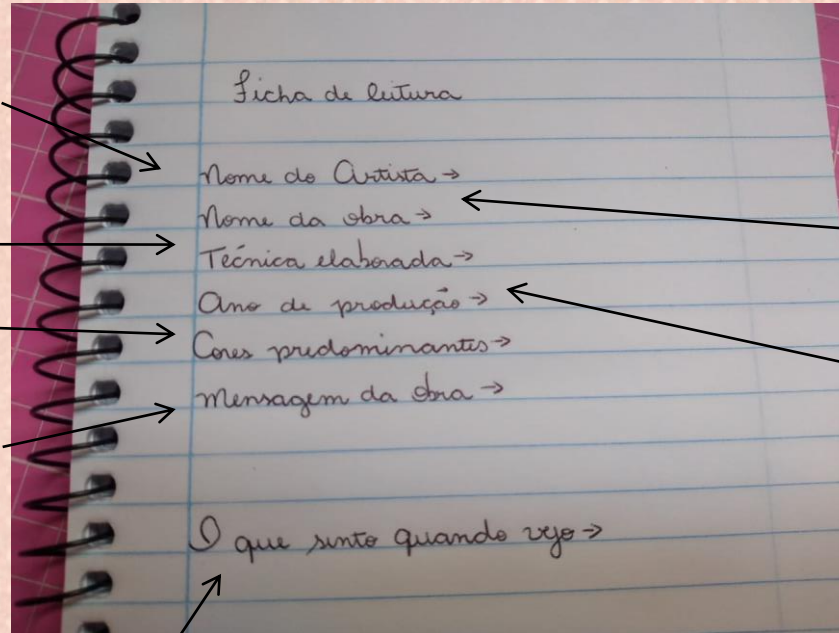 Ficha de leitura
Nome do Artista →
Nome da obra →
Técnica elaborada →
Ano de produção →
Cores predominantes →
Mensagem da obra →
O que sinto quando vejo →